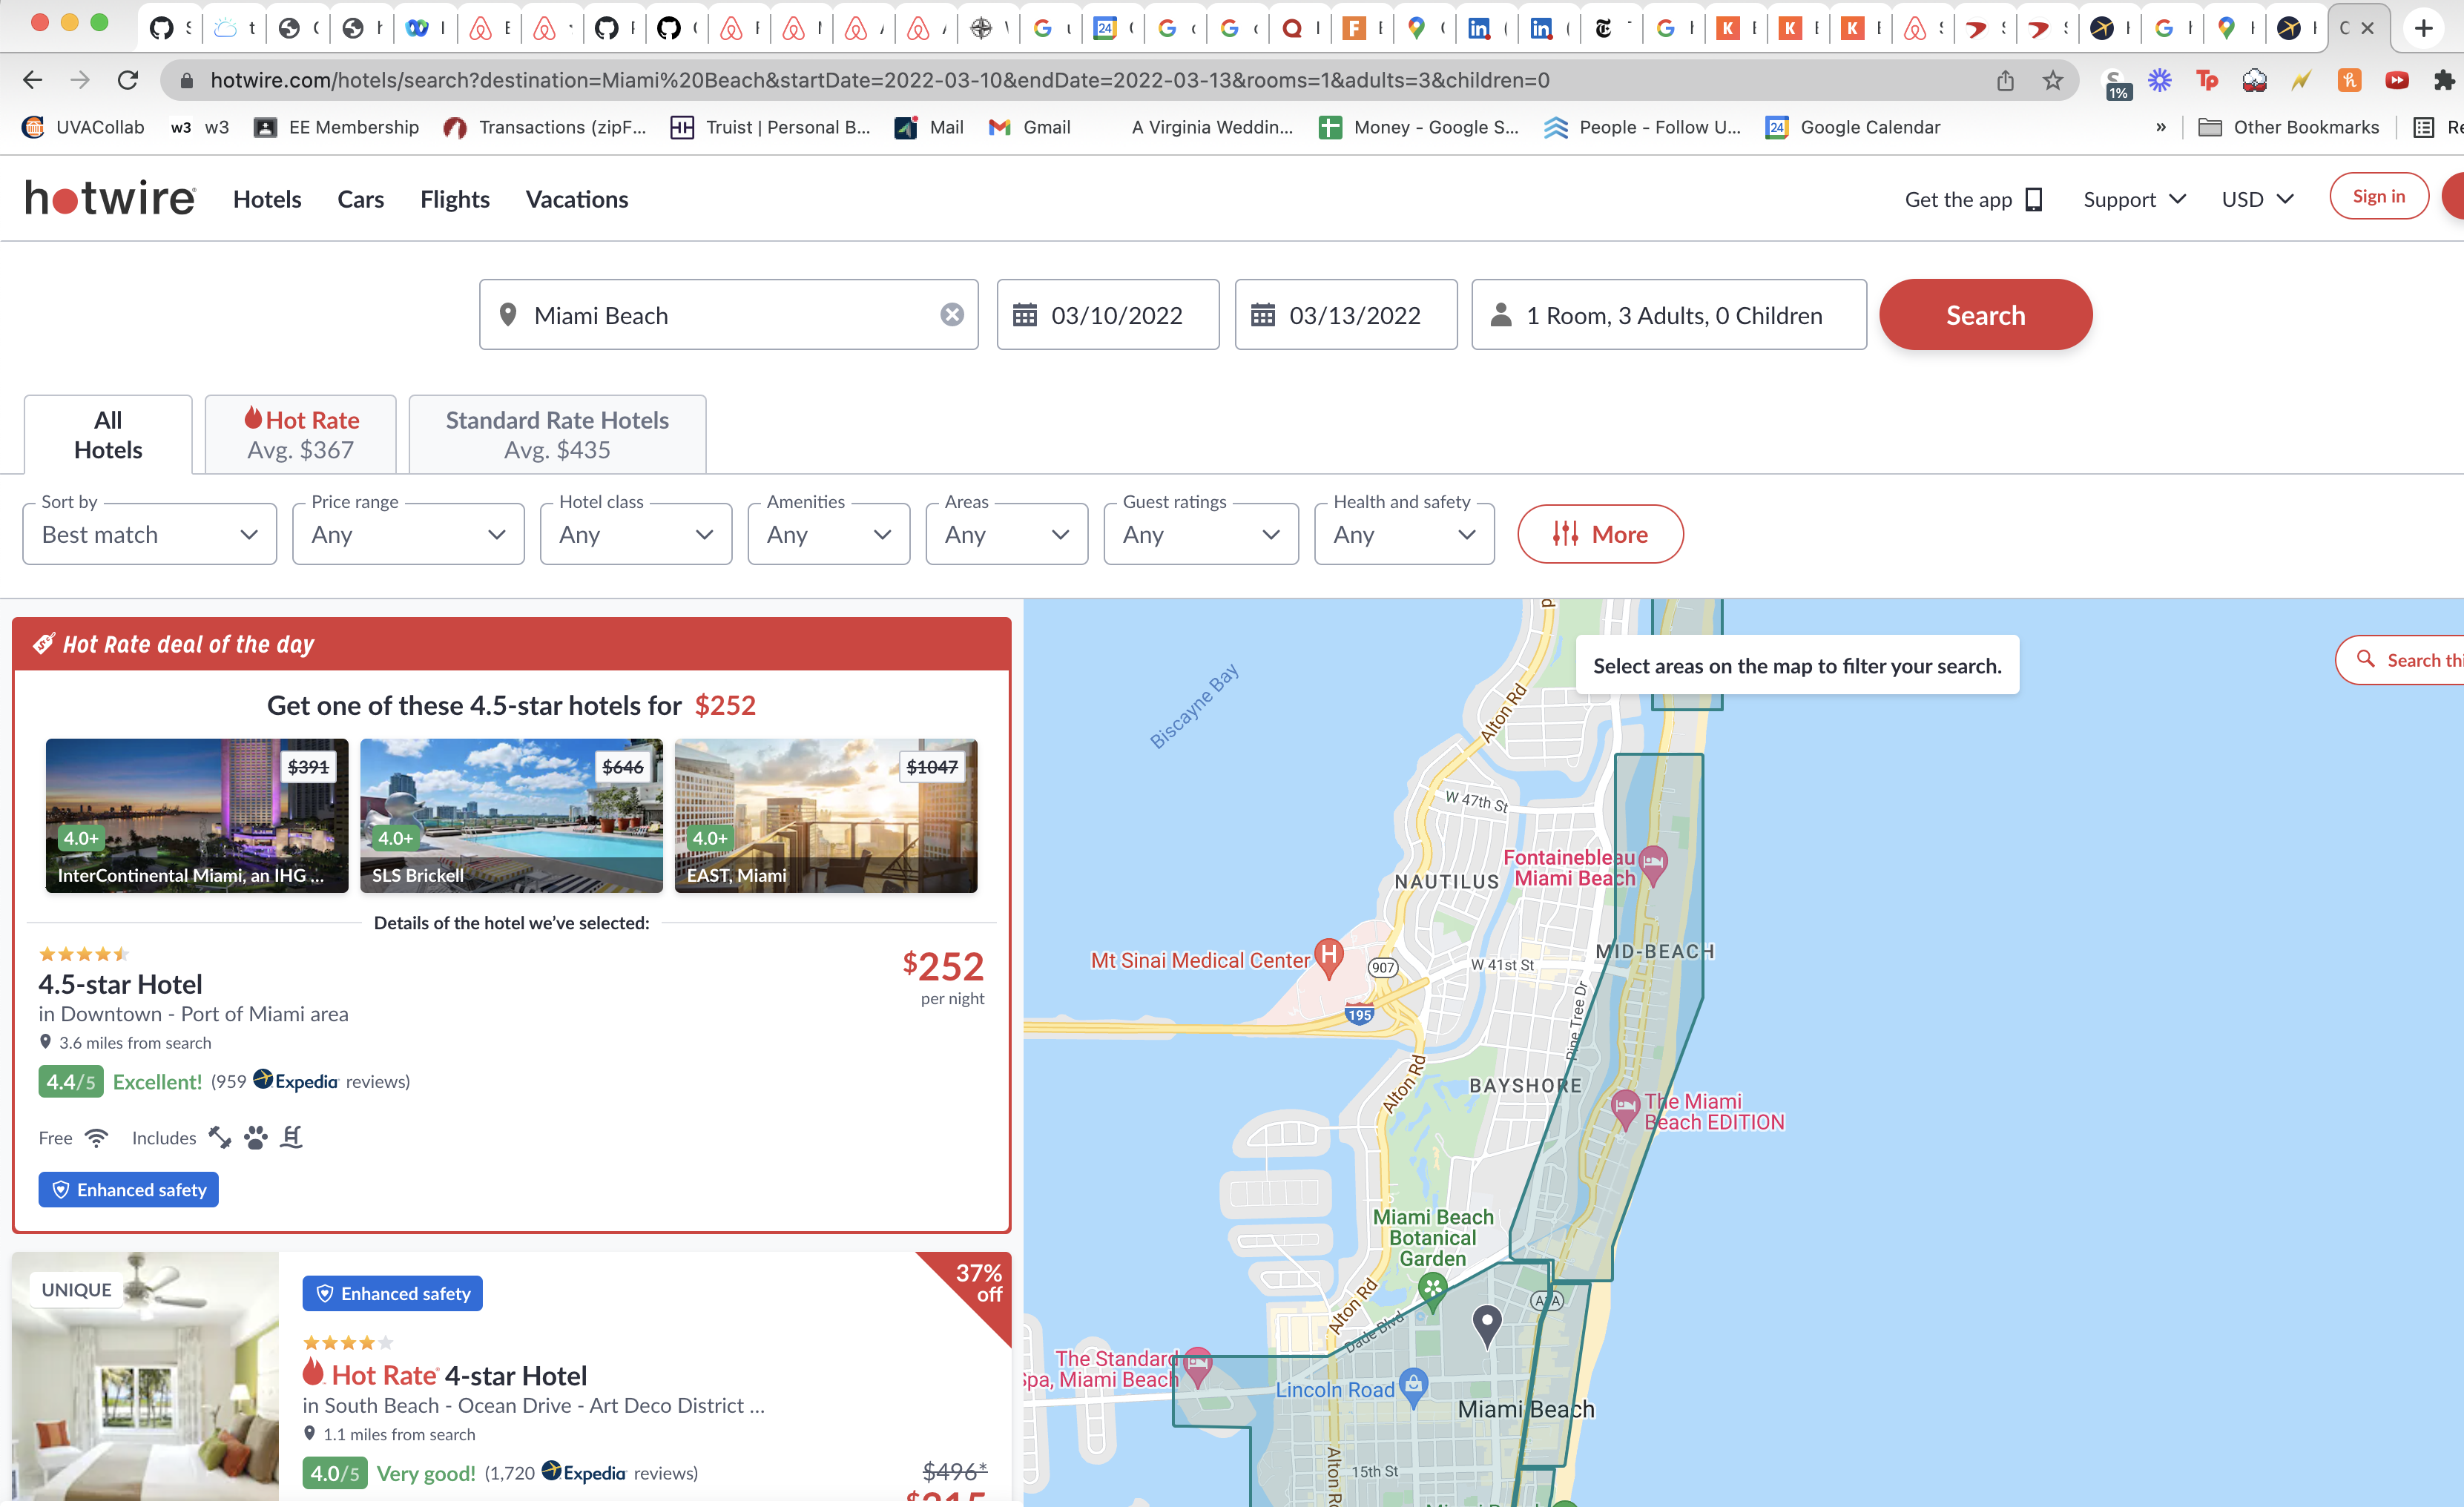 hotwire.com/hotels/search?destination=Miami%20Beach&startDate=2022-03-10&endDate=2022-03-13&rooms=1&adults=3&children=0
1%
UVACollab
w3 w3
EE Membership
Transactions (zipF...
Truist | Personal B...
Mail
Gmail
A Virginia Weddin...
Money - Google S...
People - Follow U...
24 Google Calendar
»
Other Bookmarks
hotwire
Hotels
Cars
Flights
Vacations
Get the app
Support
USD
Sign in
Miami Beach
03/10/2022
03/13/2022
1 Room, 3 Adults, 0 Children
Search
All
Hotels
Hot Rate
Avg. $367
Standard Rate Hotels
Avg. $435
Sort by
Best match
Price range
Any
Hotel class
Any
Amenities
Any
Areas
Any
Guest ratings
Any
Health and safety
Any
More
Hot Rate deal of the day
Get one of these 4.5-star hotels for $252
$391
4.0+
InterContinental Miami, an IHG ...
$646
4.0+
SLS Brickell
$1047
4.0+
EAST, Miami
Details of the hotel we've selected:
4.5-star Hotel
in Downtown - Port of Miami area
3.6 miles from search
$252
per night
4.4/5 Excellent! (959 Expedia reviews)
Free Includes
Enhanced safety
UNIQUE
Enhanced safety
37%
off
Hot Rate® 4-star Hotel
in South Beach - Ocean Drive - Art Deco District ...
1.1 miles from search
4.0/5 Very good! (1,720 Expedia reviews)
$496*
Select areas on the map to filter your search.
Search thi
Biscayne Bay
Alton Rd
W 47th St
Fontainebleau
Miami Beach
NAUTILUS
MID-BEACH
Mt Sinai Medical Center
H
907
W 41st St
195
Pine Tree Dr
Alton Rd
BAYSHORE
The Miami
Beach EDITION
Miami Beach
Botanical
Garden
Alton Rd
Dade Blvd
A1A
The Standard
Spa, Miami Beach
Lincoln Road
Miami Beach
15th St
Alton R